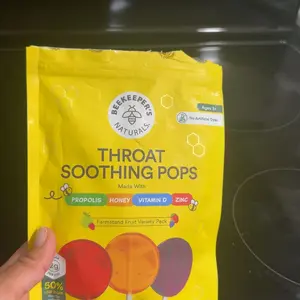 BEEKEEPER'S
NATURALS
Ages 3+
No Artificial Dyes
THROAT
SOOTHING POPS
Made With
PROPOLIS HONEY VITAMIN D ZINC
Farmstand Fruit Variety Pack
50%